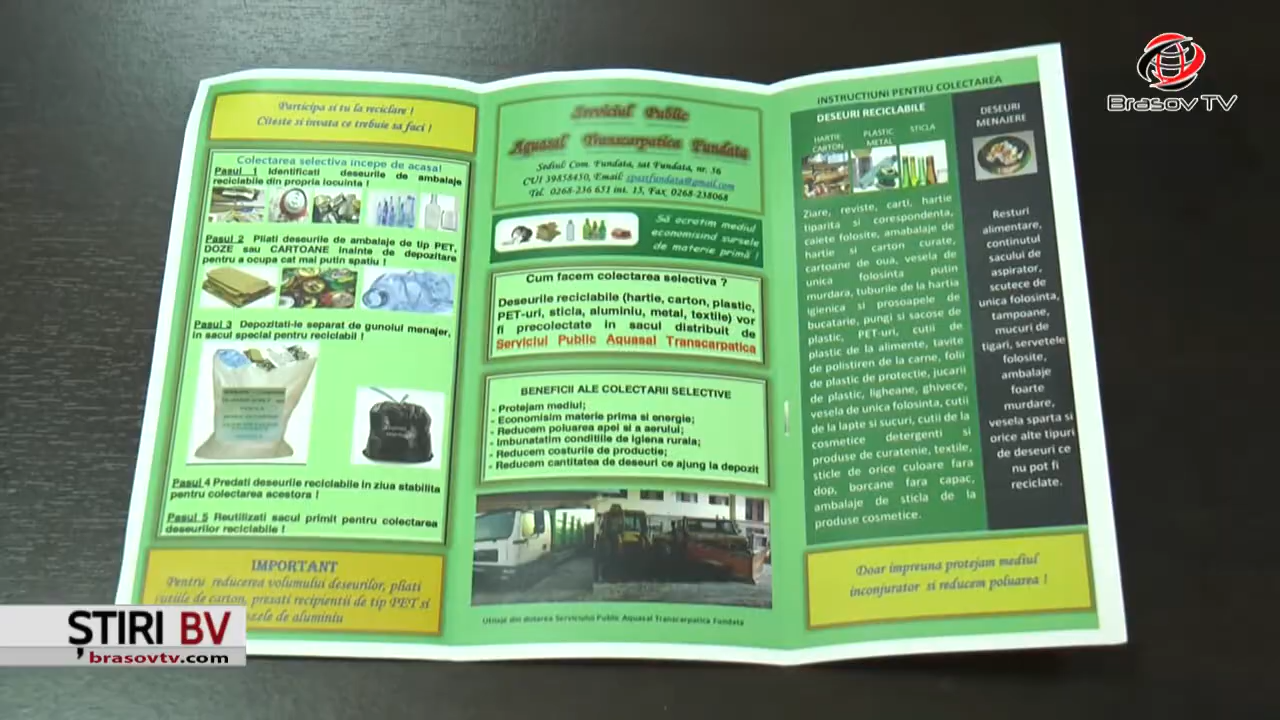 Participa si tu la reciclare !
Citeste si invata ce trebuie sa faci !
Colectarea selectiva incepe de acasa!
Pasul 1 Identificati deseurile de ambalaje
reciclabile din propria locuinta !
Pasul 2 Pliati deseurile de ambalaje de tip PET,
DOZE sau CARTOANE inainte de depozitare
pentru a ocupa cat mai putin spatiu !
Pasul 3 Depozitati-le separat de gunoiul menajer,
in sacul special pentru reciclabil !
Pasul 4 Predati deseurile reciclabile in ziua stabilita
pentru colectarea acestora !
Pasul 5 Reutilizati sacul primit pentru colectarea
deseurilor reciclabile !
IMPORTANT
Pentru reducerea volumului deseurilor, pliati
cutiile de carton, presati recipientii de tip PET si
de aluminiu
Serviciul Public
Aquasal Transcarpatica Fundata
Sediul: Com. Fundata, sat Fundata, nr. 36
CUI 39858450, Email: spaxtfundata@gmail.com
Tel. 0268-236 651 int. 13, Fax 0268-238068
Să ocrotim mediul
economisind sursele
de materie primă !
Cum facem colectarea selectiva ?
Deseurile reciclabile (hartie, carton, plastic,
PET-uri, sticla, aluminiu, metal, textile) vor
fi precolectate in sacul distribuit de
Serviciul Public Aquasal Transcarpatica
BENEFICII ALE COLECTARII SELECTIVE
- Protejam mediul;
- Economisim materie prima si energie;
- Reducem poluarea apei si a aerului;
- Imbunatatim conditiile de igiena rurala;
- Reducem costurile de productie;
- Reducem cantitatea de deseuri ce ajung la depozit
Utilaje din dotarea Serviciului Public Aquasal Transcarpatica Fundata
INSTRUCTIUNI PENTRU COLECTAREA
DESEURI RECICLABILE
HARTIE
CARTON
PLASTIC
METAL
STICLA
Ziare, reviste, carti, hartie
tiparita si corespondenta,
caiete folosite, amabalaje de
hartie si carton curate,
cartoane de oua, vesela de
unica folosinta putin
murdara, tuburile de la hartia
igienica si prosoapele de
bucatarie, pungi si sacose de
plastic, PET-uri, cutii de
plastic de la alimente, tavite
de polistiren de la carne, folii
de plastic de protectie, jucarii
de plastic, ligheane, ghivece,
vesela de unica folosinta, cutii
de la lapte si sucuri, cutii de la
cosmetice detergenti si
produse de curatenie, textile,
sticle de orice culoare fara
dop, borcane fara capac,
ambalaje de sticla de la
produse cosmetice.
DESEURI
MENAJERE
Resturi
alimentare,
continutul
sacului de
aspirator,
scutece de
unica folosinta,
tampoane,
mucuri de
tigari, servetele
folosite,
ambalaje
foarte
murdare,
vesela sparta si
orice alte tipuri
de deseuri ce
nu pot fi
reciclate.
Doar impreuna protejam mediul
inconjurator si reducem poluarea !
Brasov TV
ȘTIRI BV
brasovtv.com